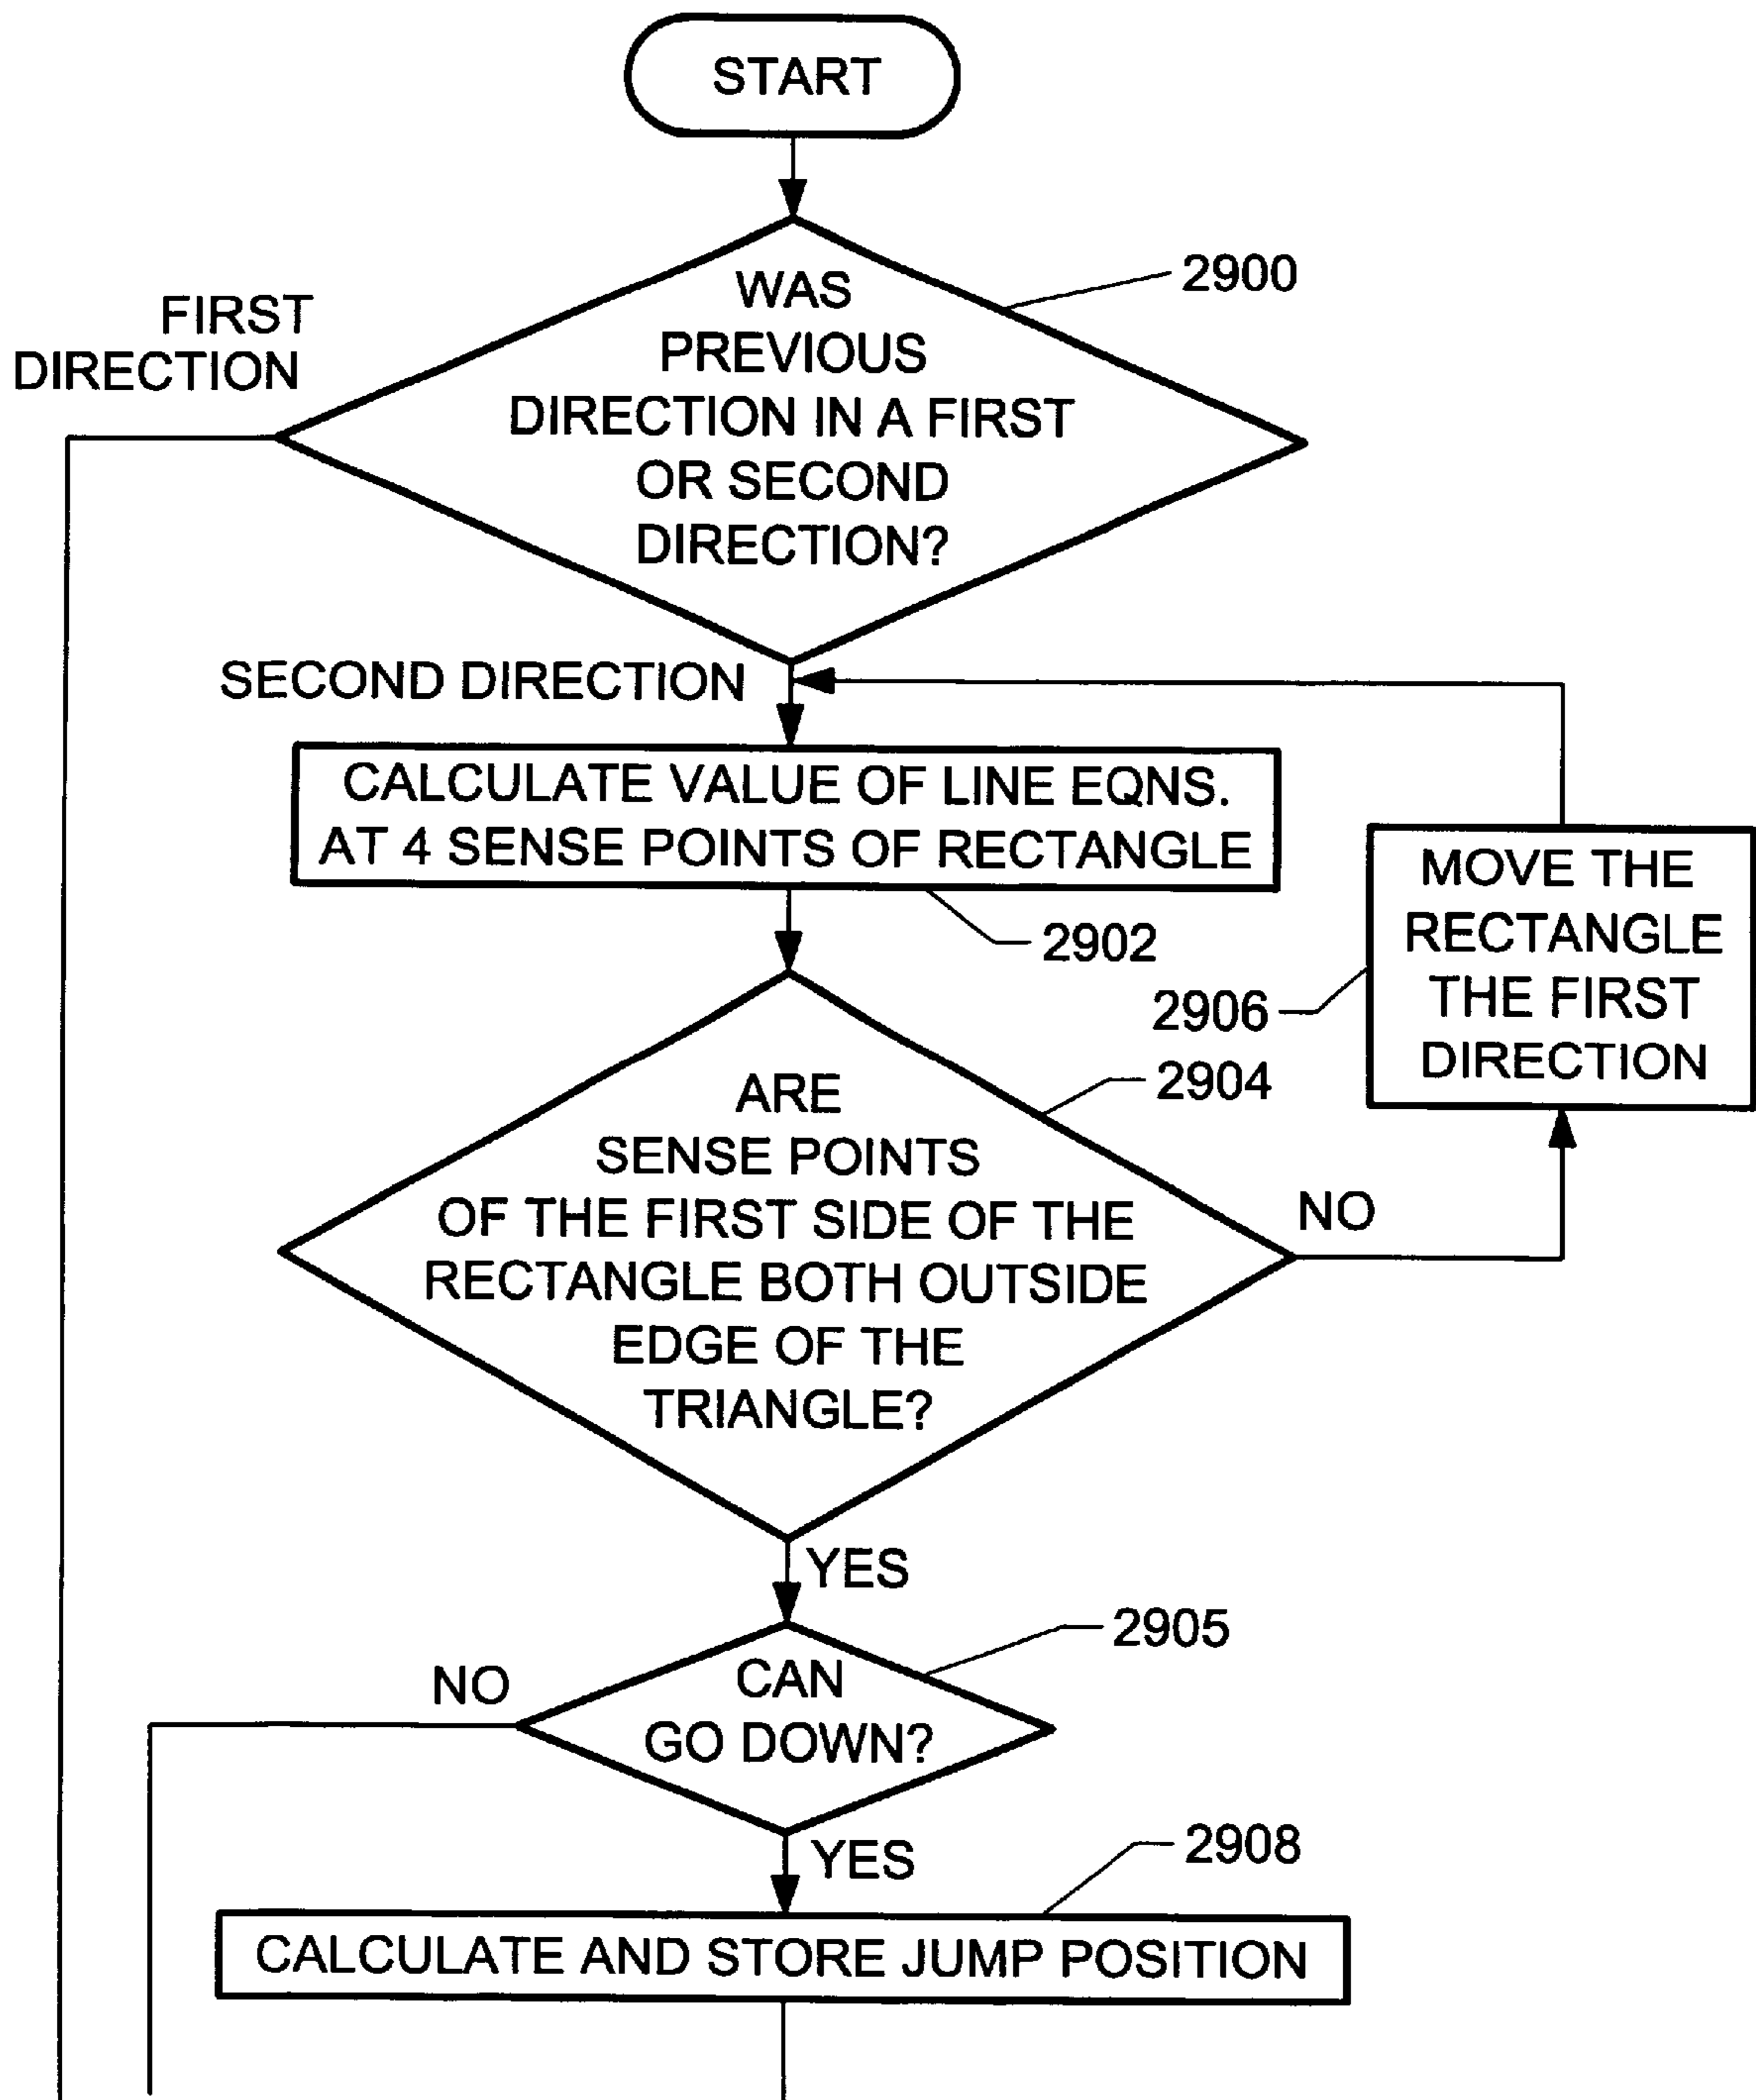 START
2900
FIRST
DIRECTION
WAS
PREVIOUS
DIRECTION IN A FIRST
OR SECOND
DIRECTION?
SECOND DIRECTION
CALCULATE VALUE OF LINE EQNS.
AT 4 SENSE POINTS OF RECTANGLE
2902
MOVE THE
RECTANGLE
THE FIRST
DIRECTION
2906
2904
ARE
SENSE POINTS
OF THE FIRST SIDE OF THE
RECTANGLE BOTH OUTSIDE
EDGE OF THE
TRIANGLE?
NO
YES
2905
NO
CAN
GO DOWN?
YES
2908
CALCULATE AND STORE JUMP POSITION